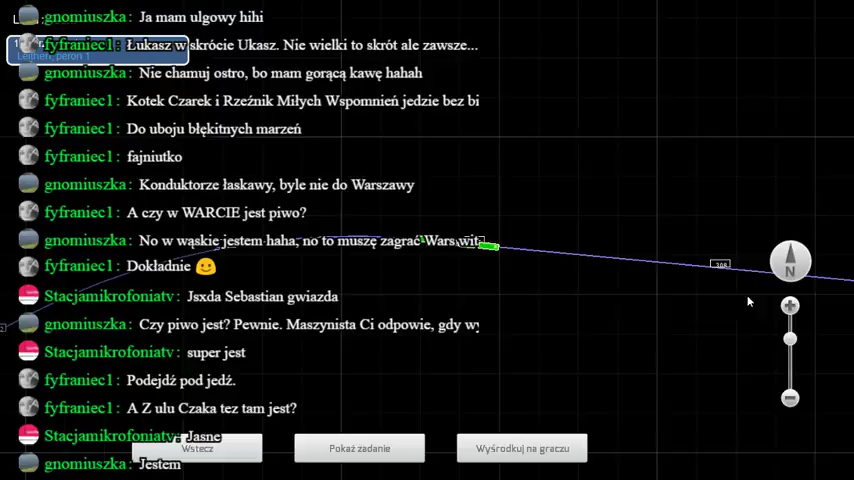 gnomiuszka: Ja mam ulgowy hihi
fyfraniec1: Łukasz w skrócie Ukasz. Nie wielki to skrót ale zawsze...
peron 1
gnomiuszka: Nie chamuj ostro, bo mam gorącą kawę hahah
fyfraniec1: Kotek Czarek i Rzeźnik Miłych Wspomnień jedzie bez bi
fyfraniec1: Do uboju błękitnych marzeń
fyfraniec1: fajniutko
gnomiuszka: Konduktorze łaskawy, byle nie do Warszawy
fyfraniec1: A czy w WARCIE jest piwo?
gnomiuszka: No w wąskie jestem haha, no to muszę zagrać Wars wit
fyfraniec1: Dokładnie 🙂
308
Stacjamikrofoniatv: Jsxda Sebastian gwiazda
N
gnomiuszka: Czy piwo jest? Pewnie. Maszynista Ci odpowie, gdy wy
Stacjamikrofoniatv: super jest
fyfraniec1: Podejdź pod jedź.
fyfraniec1: A Z ulu Czaka tez tam jest?
Stacjamikrofoniatv: Jasne
Wstecz
Pokaż zadanie
Wyśrodkuj na graczu
gnomiuszka: Jestem